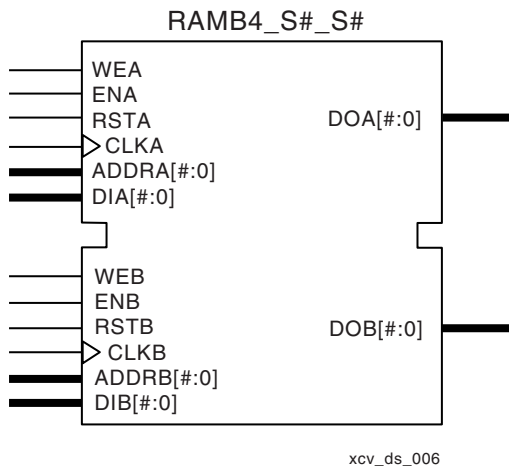 RAMB4_S#_S#
WEA
ENA
RSTA
CLKA
ADDRA[#:0]
DIA[#:0]
DOA[#:0]
WEB
ENB
RSTB
CLKB
ADDRB[#:0]
DIB[#:0]
DOB[#:0]
xcv_ds_006